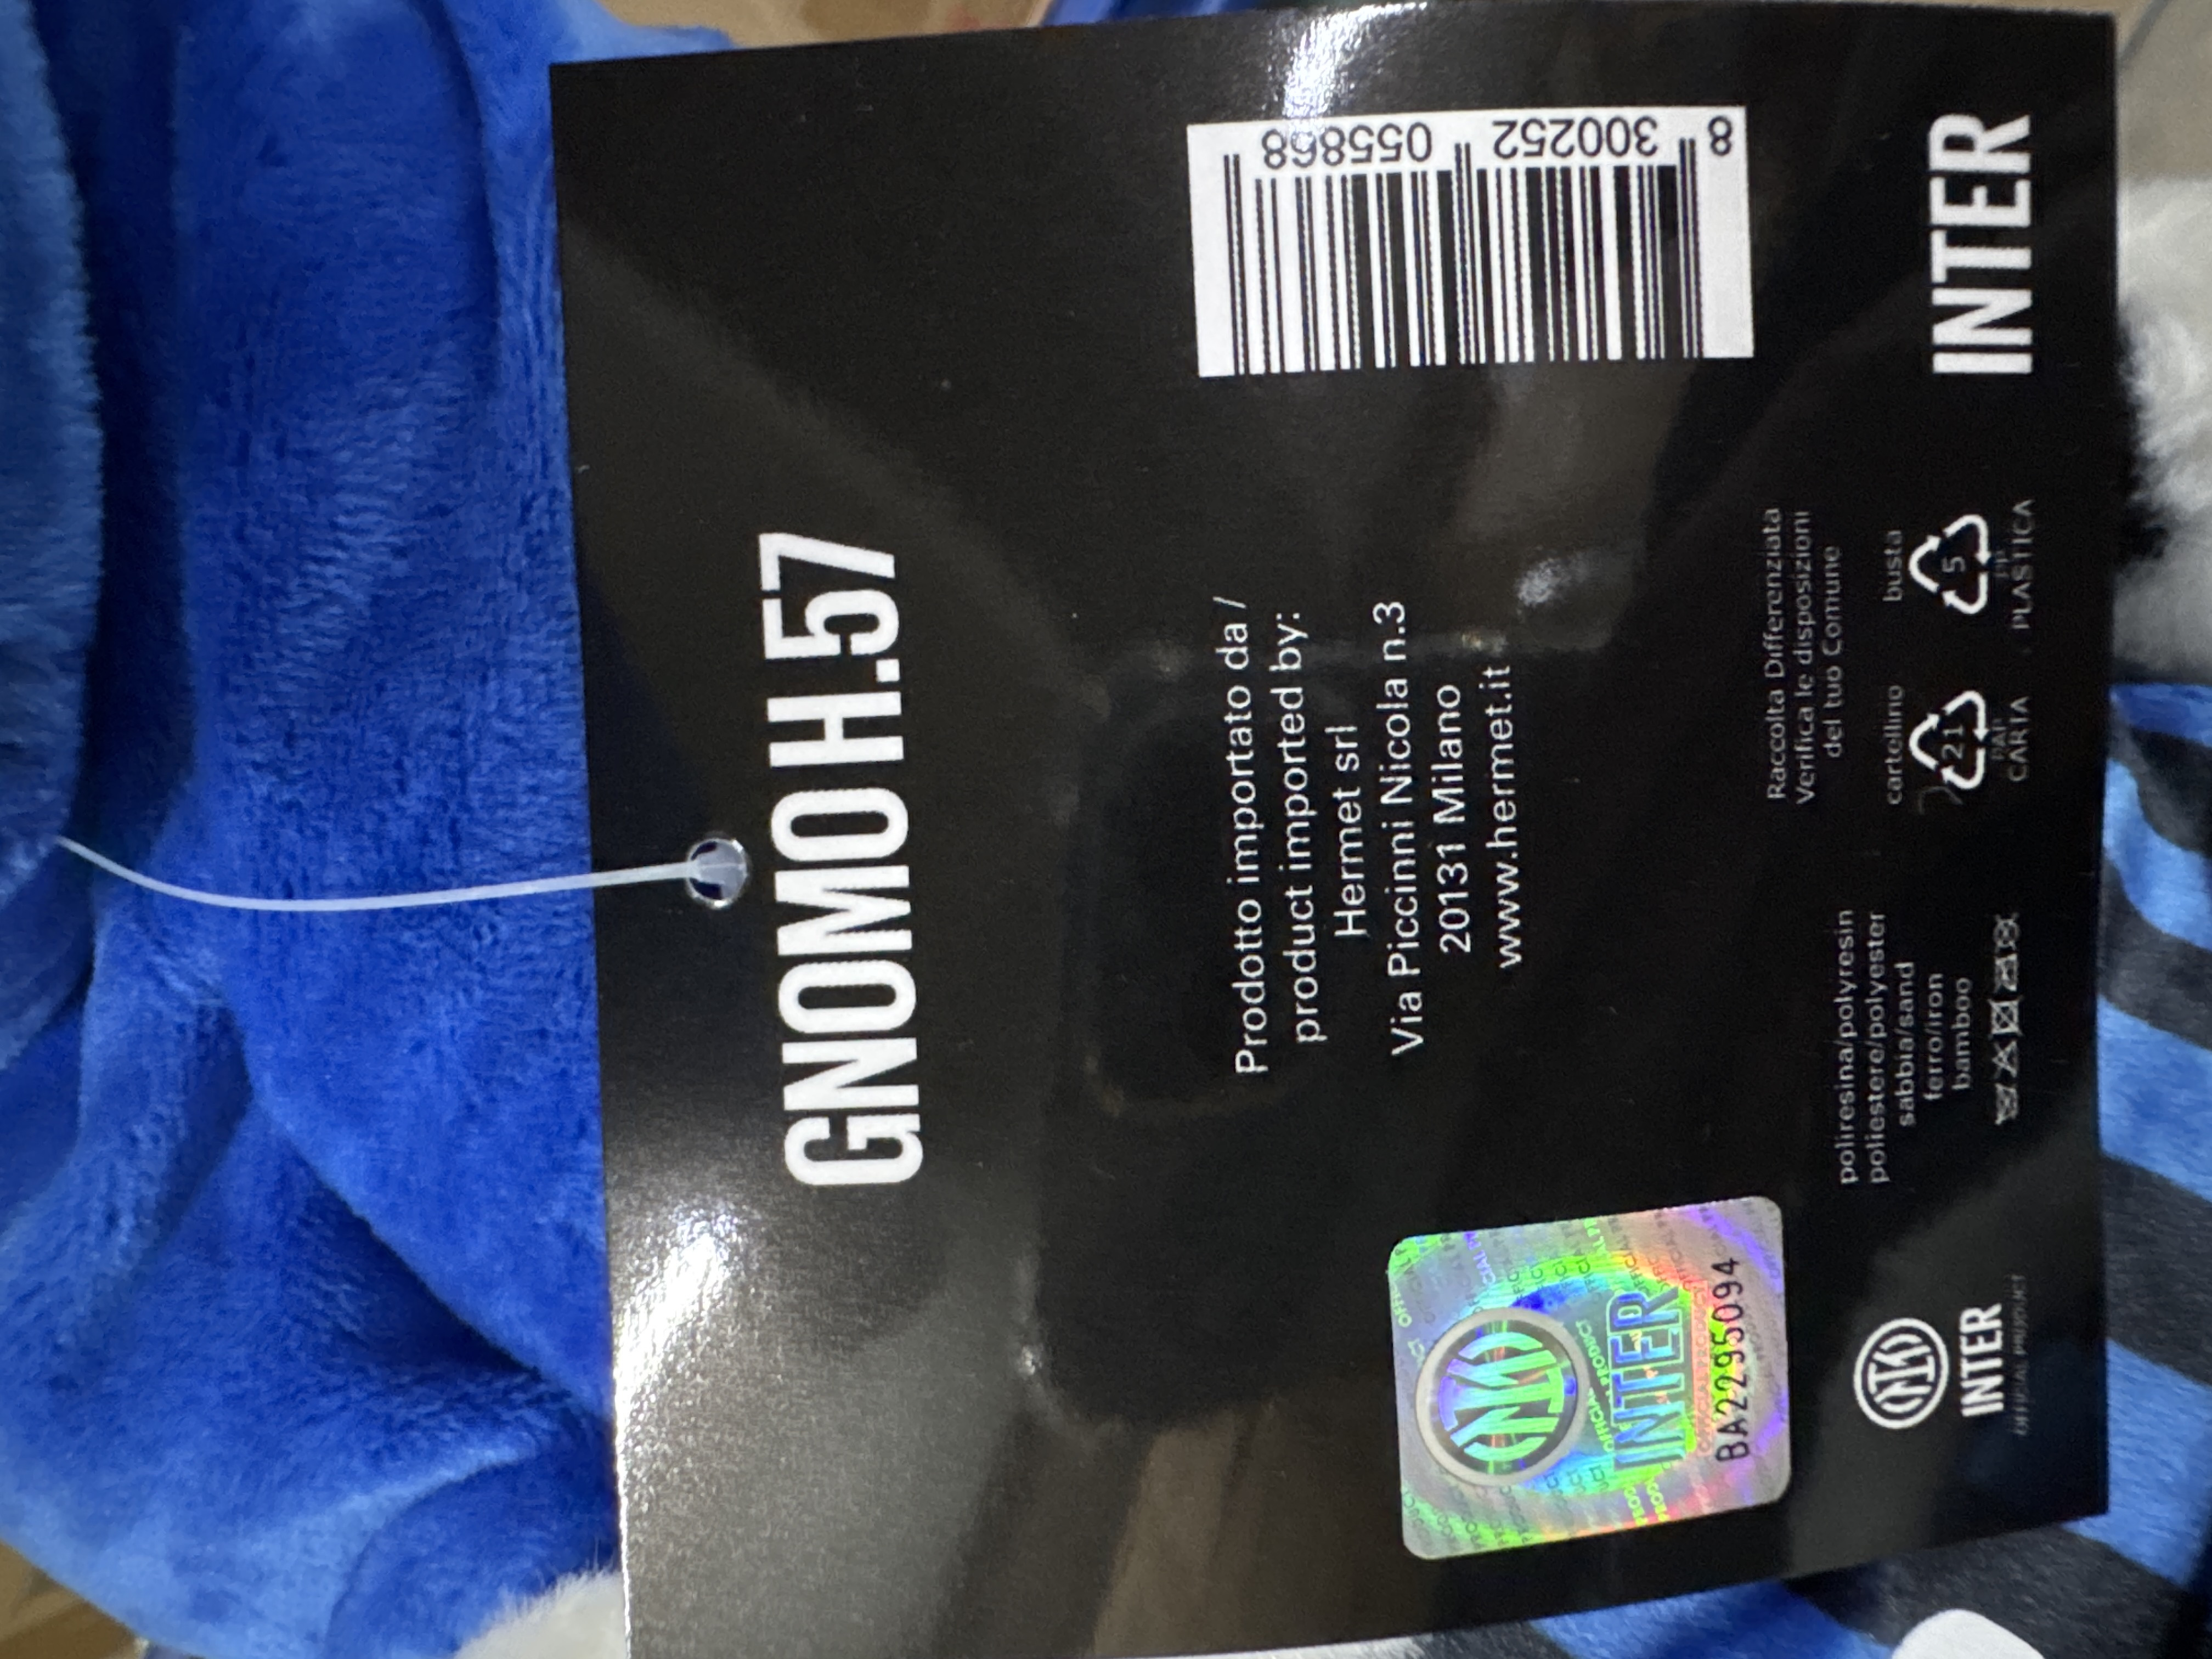 GNOMO H.57
Prodotto importato da /
product imported by:
Hermet srl
Via Piccinni Nicola n.3
20131 Milano
www.hermet.it
8 300252 055868
INTER
BA2295094
INTER
OFFICIAL PRODUCT
poliresina/polyresin
poliestere/polyester
sabbia/sand
ferro/iron
bamboo
Raccolta Differenziata
Verifica le disposizioni
del tuo Comune
cartellino
21
PAP
CARTA
busta
5
PP
PLASTICA
INTER